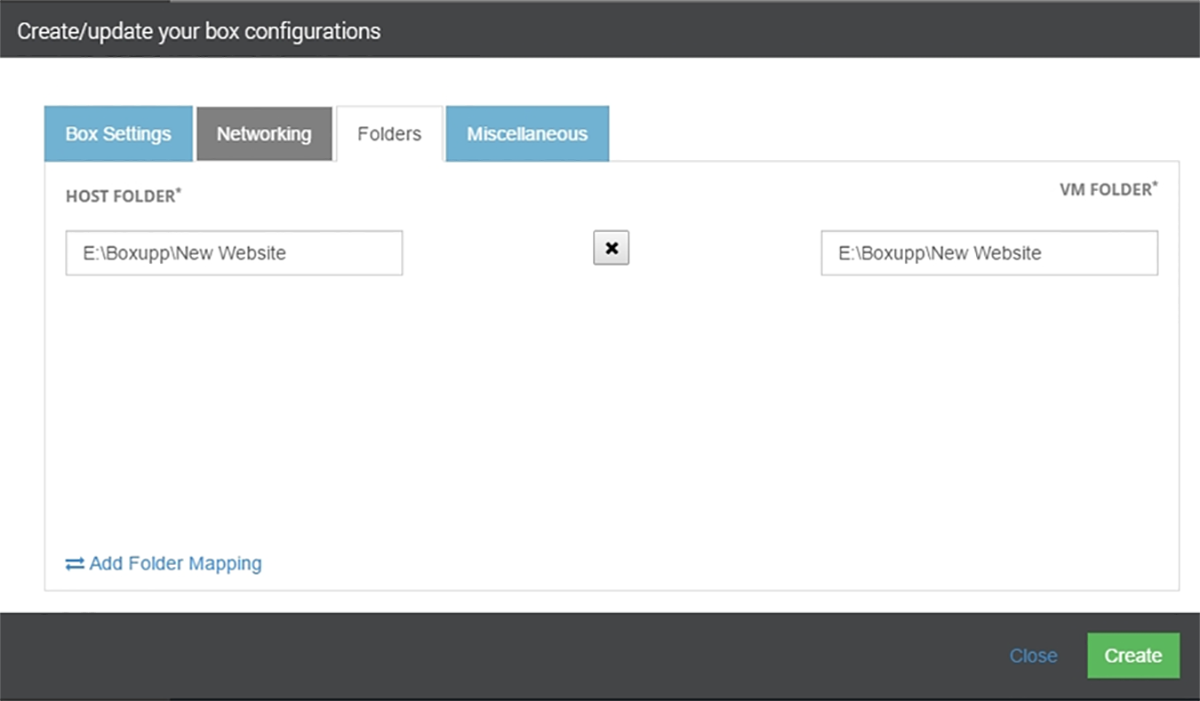 Create/update your box configurations
Box Settings Networking Folders Miscellaneous
HOST FOLDER* VM FOLDER*
E:\Boxupp\New Website E:\Boxupp\New Website
Add Folder Mapping
Close Create